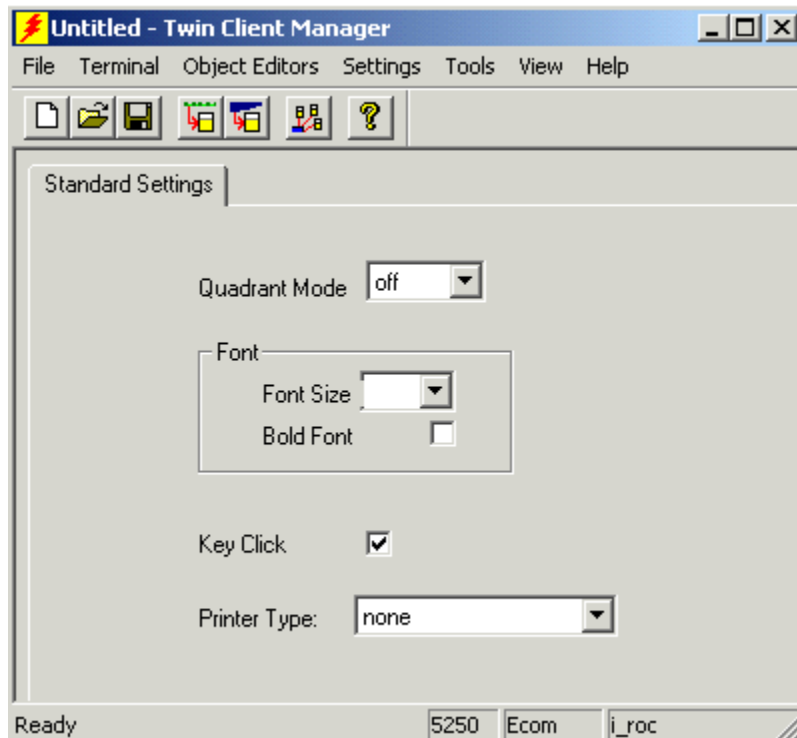 Untitled - Twin Client Manager
File Terminal Object Editors Settings Tools View Help
Standard Settings
Quadrant Mode off
Font
Font Size
Bold Font
Key Click
Printer Type: none
Ready 5250 Ecom i_roc